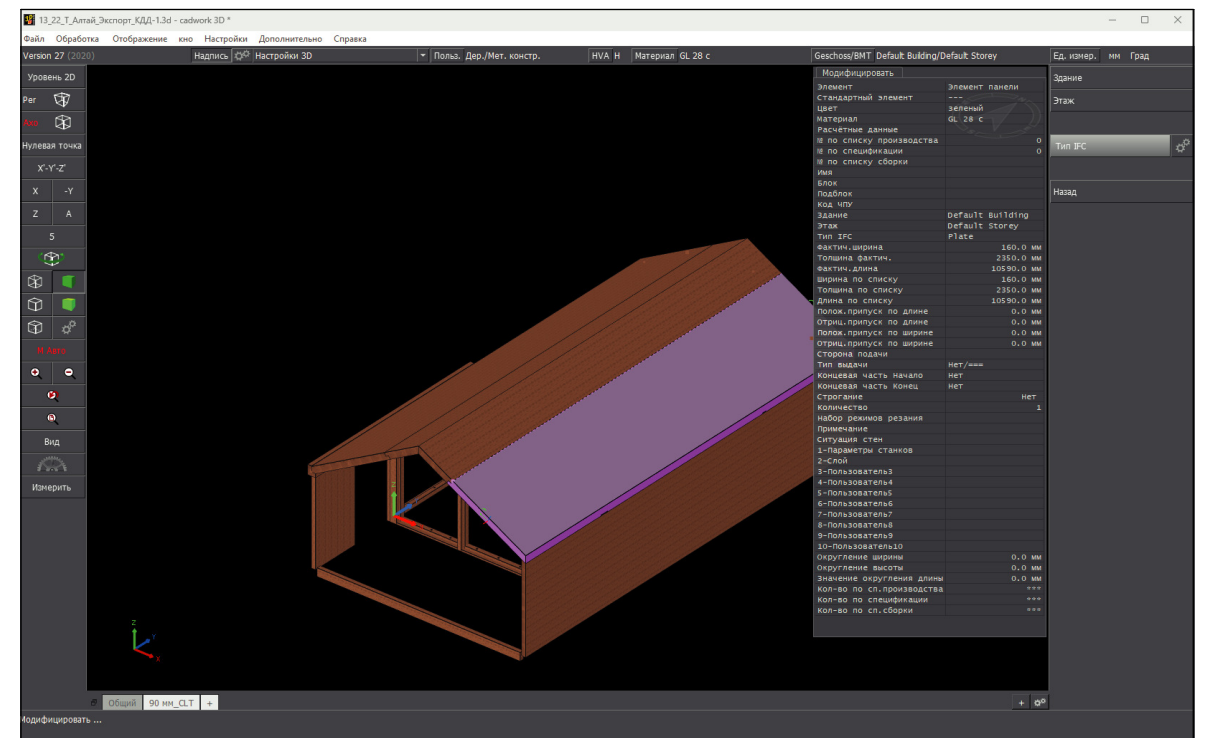 13_22_Т_Алтай_Экспорт_КДД-1.3d - cadwork 3D *
Файл Обработка Отображение кно Настройки Дополнительно Справка
Version 27 (2020) Надпись Настройки 3D Польз. Дер./Мет. констр. HVA H Материал GL 28 c Geschoss/BMT Default Building/Default Storey Ед. измер. мм Град
Уровень 2D
Per
Axo
Нулевая точка
X'-Y'-Z'
X -Y
Z A
S
N Axo
Вид
Измерить
Модифицировать
Элемент Элемент панели
Стандартный элемент ---
Цвет зеленый
Материал GL 28 c
Расчётные данные
№ по списку производства 0
№ по спецификации 0
№ по списку сборки
Имя
Блок
Подблок
Код ЧПУ
Здание Default Building
Этаж Default Storey
Тип IFC Plate
Фактич.ширина 160.0 мм
Толщина фактич. 2350.0 мм
Фактич.длина 10590.0 мм
Ширина по списку 160.0 мм
Толщина по списку 2350.0 мм
Длина по списку 10590.0 мм
Полож.припуск по длине 0.0 мм
Отриц.припуск по длине 0.0 мм
Полож.припуск по ширине 0.0 мм
Отриц.припуск по ширине 0.0 мм
Сторона подачи
Тип выдачи Нет/===
Концевая часть Начало Нет
Концевая часть Конец Нет
Строгание Нет
Количество 1
Набор режимов резания
Примечание
Ситуация стен
1-Параметры станков
2-Слой
3-Пользователь3
4-Пользователь4
5-Пользователь5
6-Пользователь6
7-Пользователь7
8-Пользователь8
9-Пользователь9
10-Пользователь10
Округление ширины 0.0 мм
Округление высоты 0.0 мм
Значение округления длины 0.0 мм
Кол-во по сп.производства ***
Кол-во по спецификации ***
Кол-во по сп.сборки ***
Здание
Этаж
Тип IFC
Назад
Z
Y
X
Общий 90 мм_CLT + +
Модифицировать ...